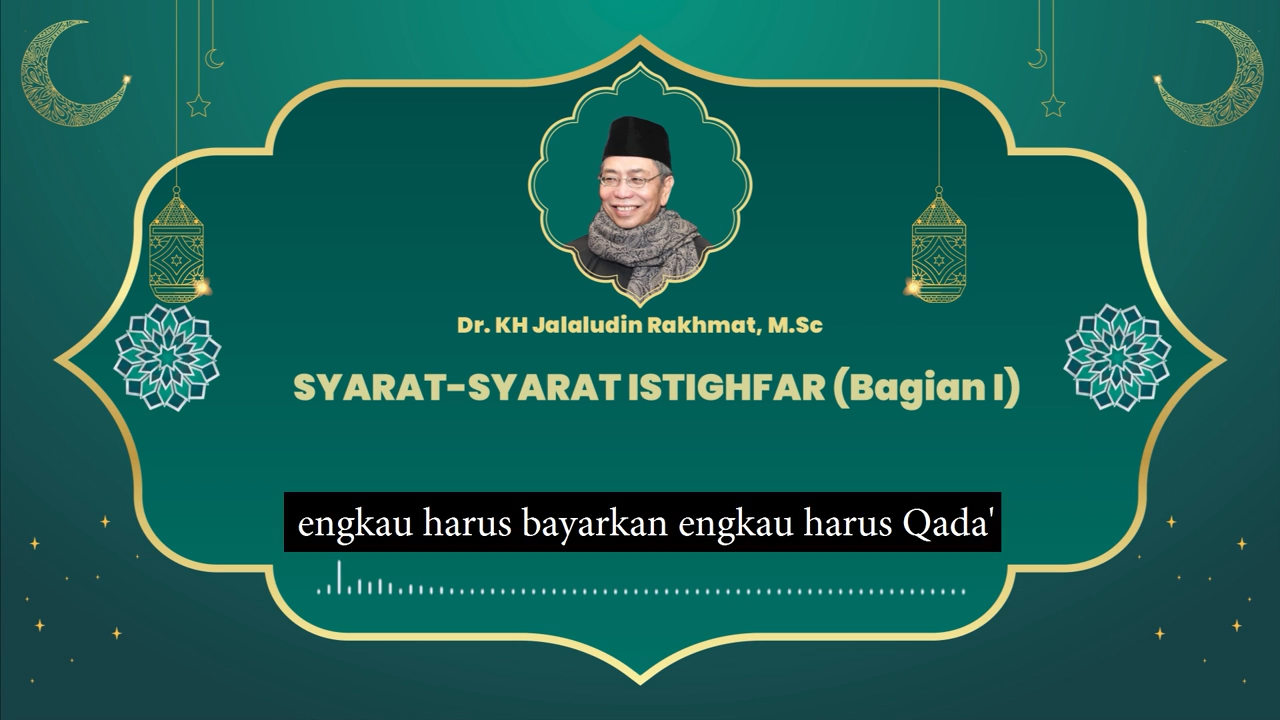 Dr. KH Jalaludin Rakhmat, M.Sc
SYARAT-SYARAT ISTIGHFAR (Bagian I)
engkau harus bayarkan engkau harus Qada'